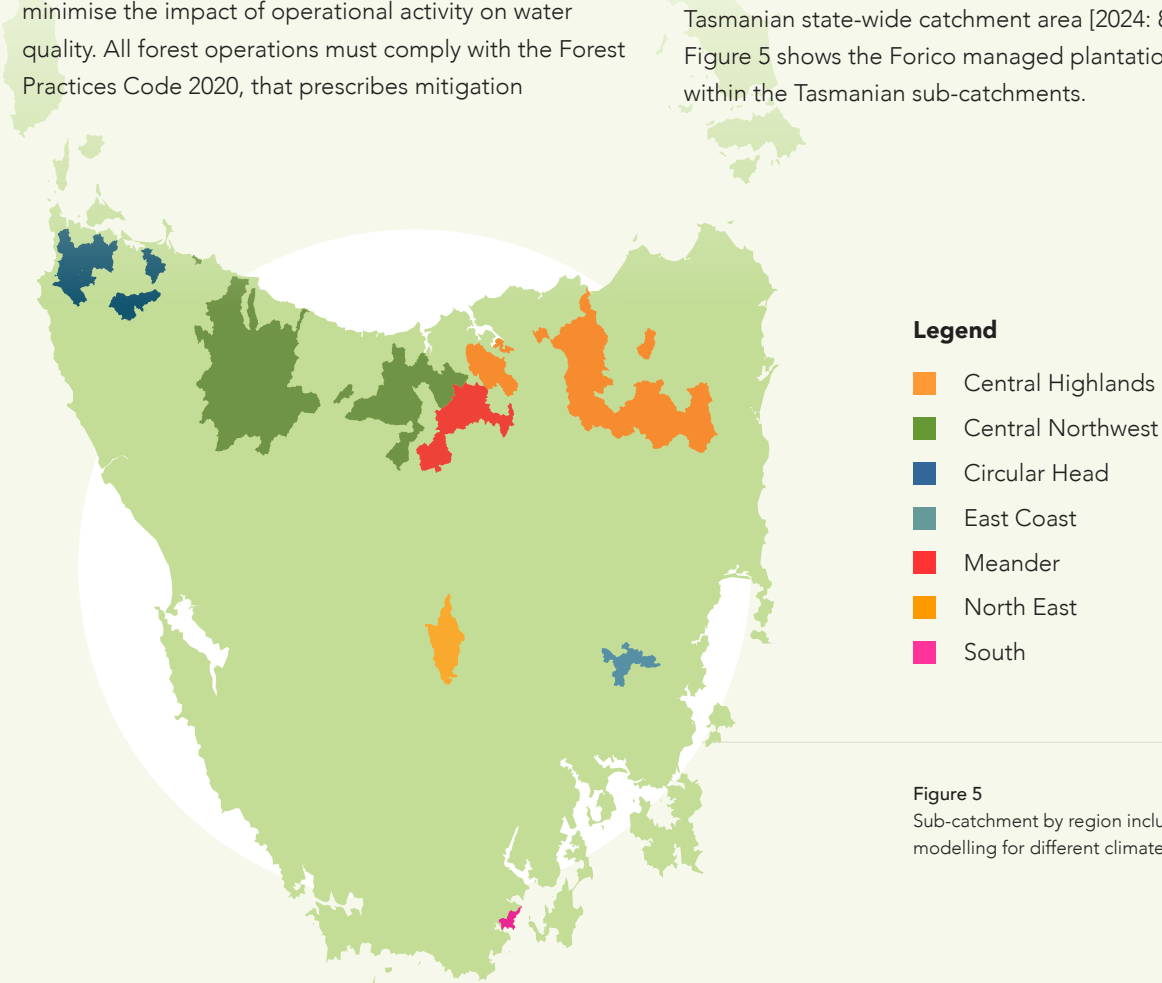 minimise the impact of operational activity on water
quality. All forest operations must comply with the Forest
Practices Code 2020, that prescribes mitigation
Tasmanian state-wide catchment area [2024:
Figure 5 shows the Forico managed
within the Tasmanian sub-catchments.
Legend
Central Highlands
Central Northwest
Circular Head
East Coast
Meander
North East
South
Figure 5
Sub-catchment by region
modelling for different climate